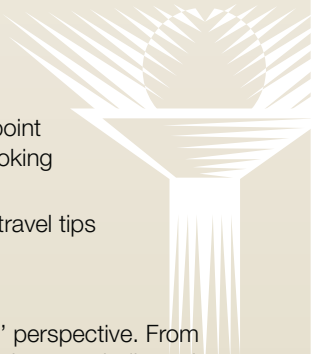 point
oking
travel tips
’ perspective. From